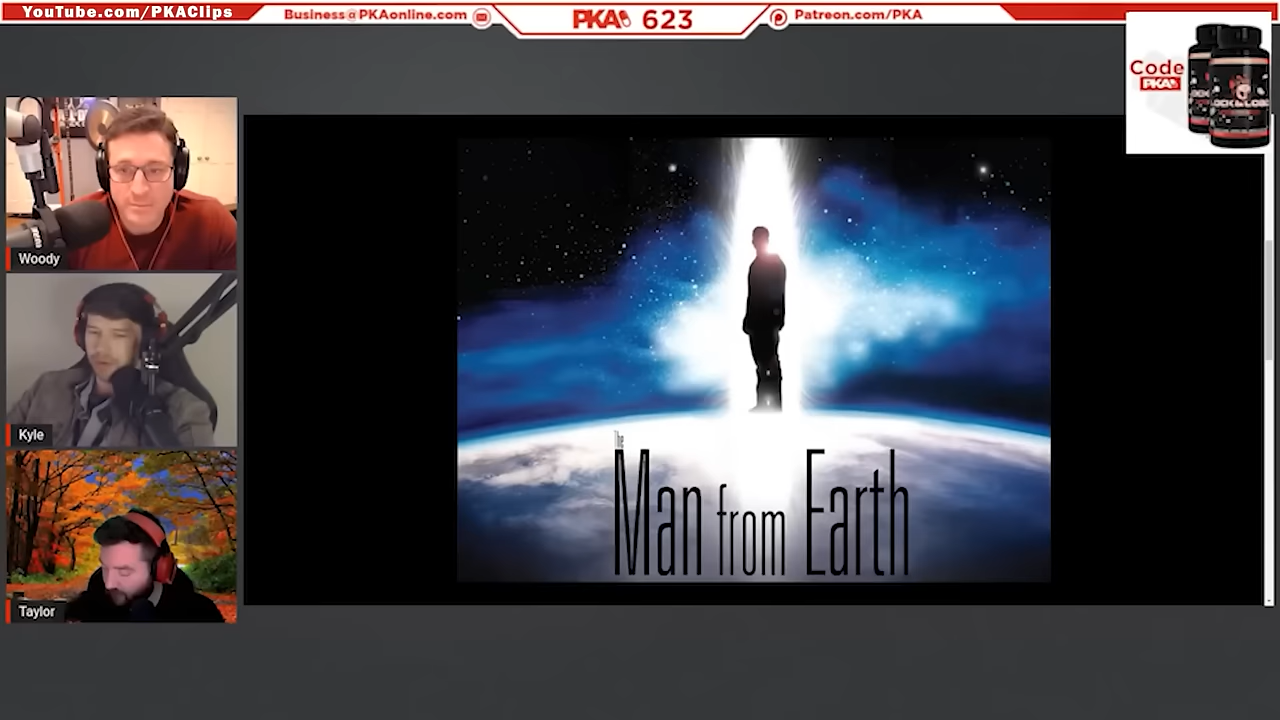 YouTube.com/PKAClips
Business@PKAonline.com
PKA 623
Patreon.com/PKA
Code
PKA
Woody
Kyle
Taylor
The
Man from Earth